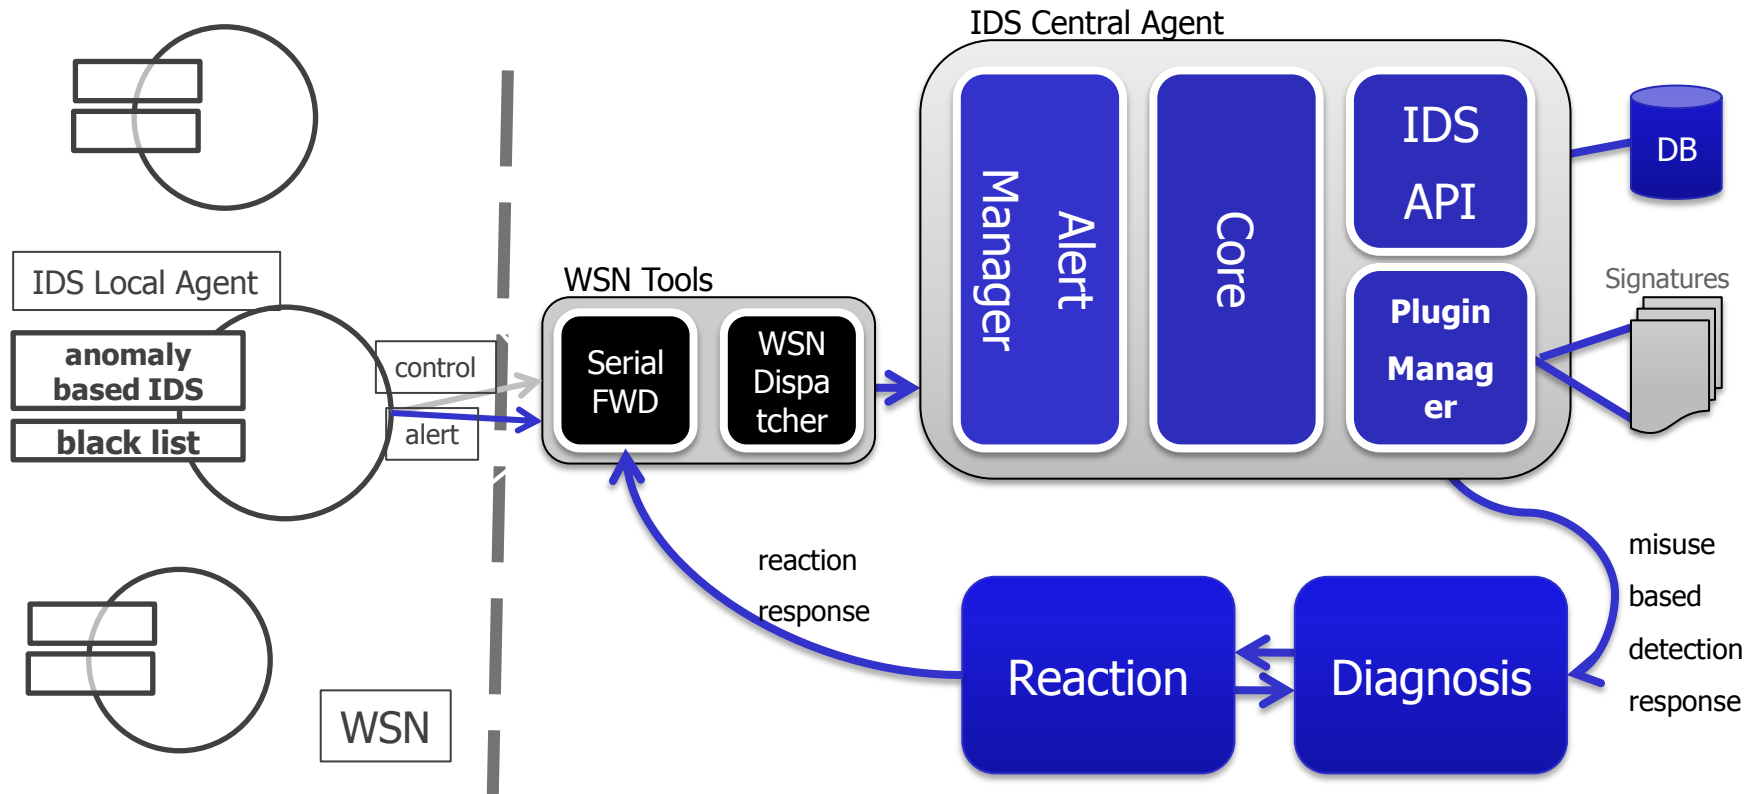 IDS Central Agent
IDS
API
DB
Alert
Manager
Core
IDS Local Agent
WSN Tools
Signatures
Plugin
Manag
er
anomaly
based IDS
black list
control
alert
Serial
FWD
WSN
Dispa
tcher
reaction
response
misuse
based
detection
response
Reaction
Diagnosis
WSN